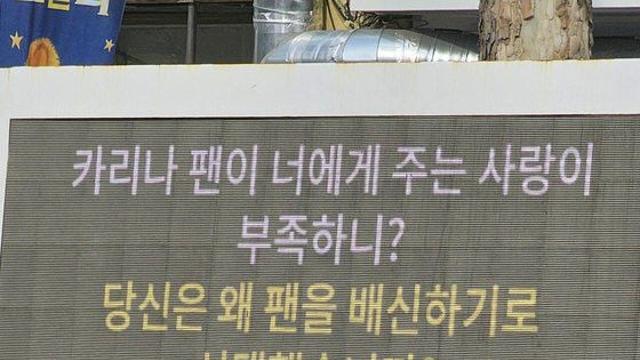 카리나 팬이 너에게 주는 사랑이
부족하니?
당신은 왜 팬을 배신하기로